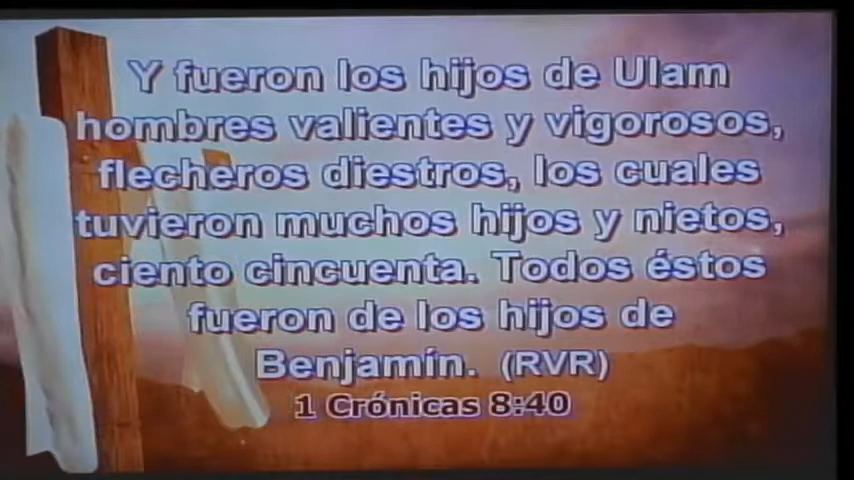 Y fueron los hijos de Ulam
hombres valientes y vigorosos,
flecheros diestros, los cuales
tuvieron muchos hijos y nietos,
ciento cincuenta. Todos éstos
fueron de los hijos de
Benjamín. (RVR)
1 Crónicas 8:40